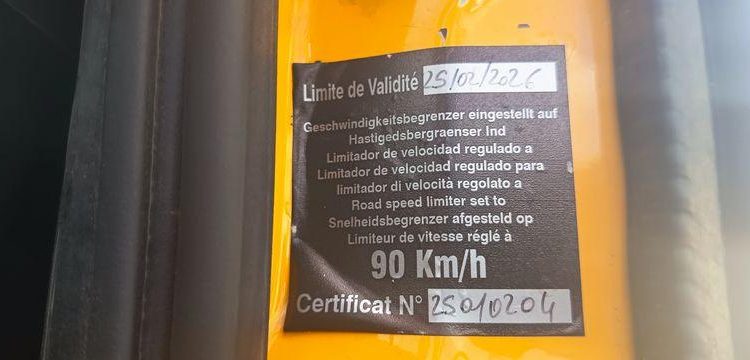 Limite de Validité 25/02/2026
Geschwindigkeitsbegrenzer eingestellt auf
Hastigedsbergraenser Ind
Limitador de velocidad regulado a
Limitador de velocidad regulado para
limitador di velocità regolato a
Road speed limiter set to
Snelheidsbegrenzer afgesteld op
Limiteur de vitesse réglé à
90 Km/h
Certificat N° 25010204